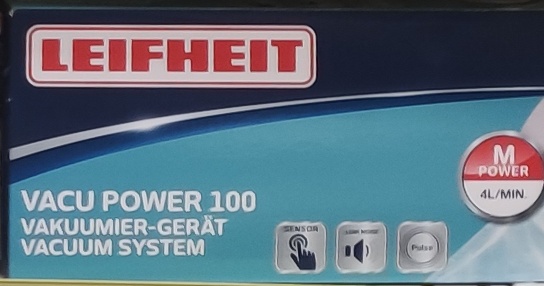 LEIFHEIT
M
POWER
4L/MIN.
VACU POWER 100
VAKUUMIER-GERÄT
VACUUM SYSTEM
SENSOR
Pulse